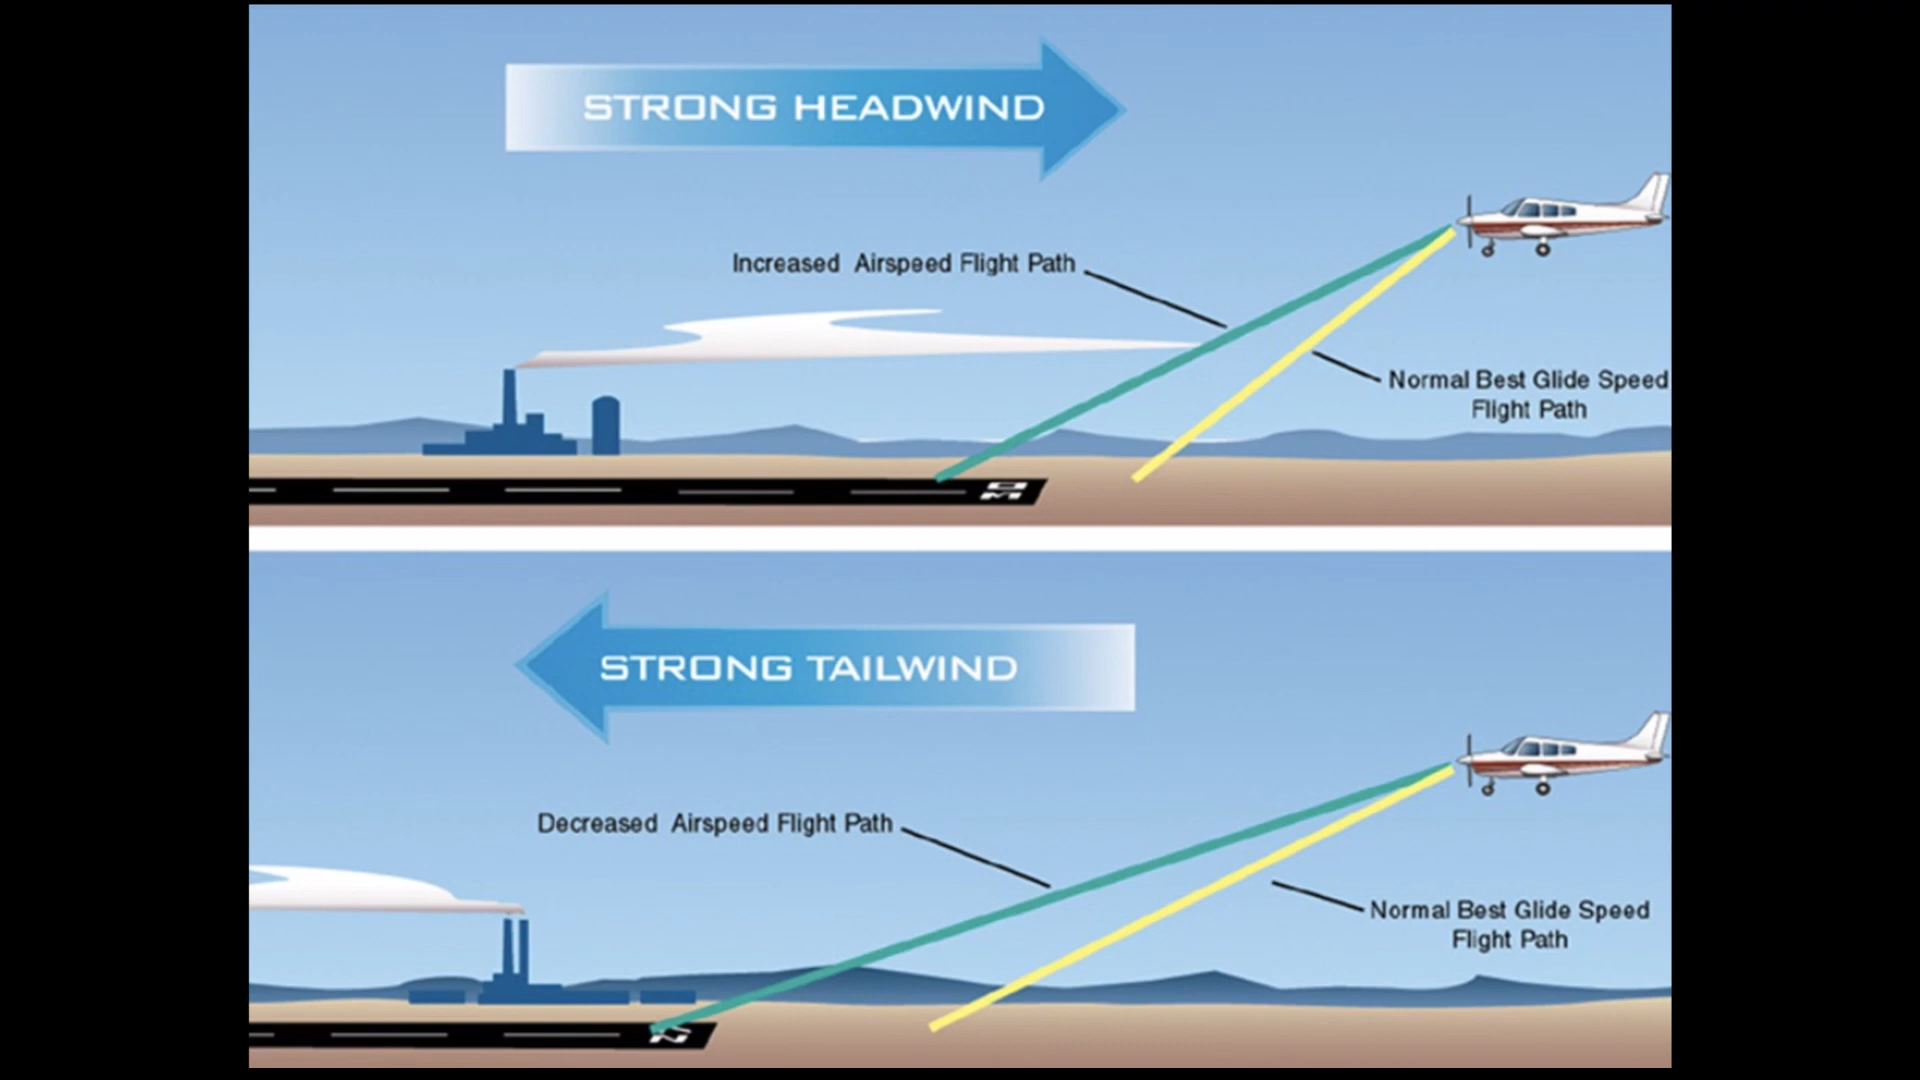 STRONG HEADWIND
Increased Airspeed Flight Path
Normal Best Glide Speed
Flight Path
STRONG TAILWIND
Decreased Airspeed Flight Path
Normal Best Glide Speed
Flight Path